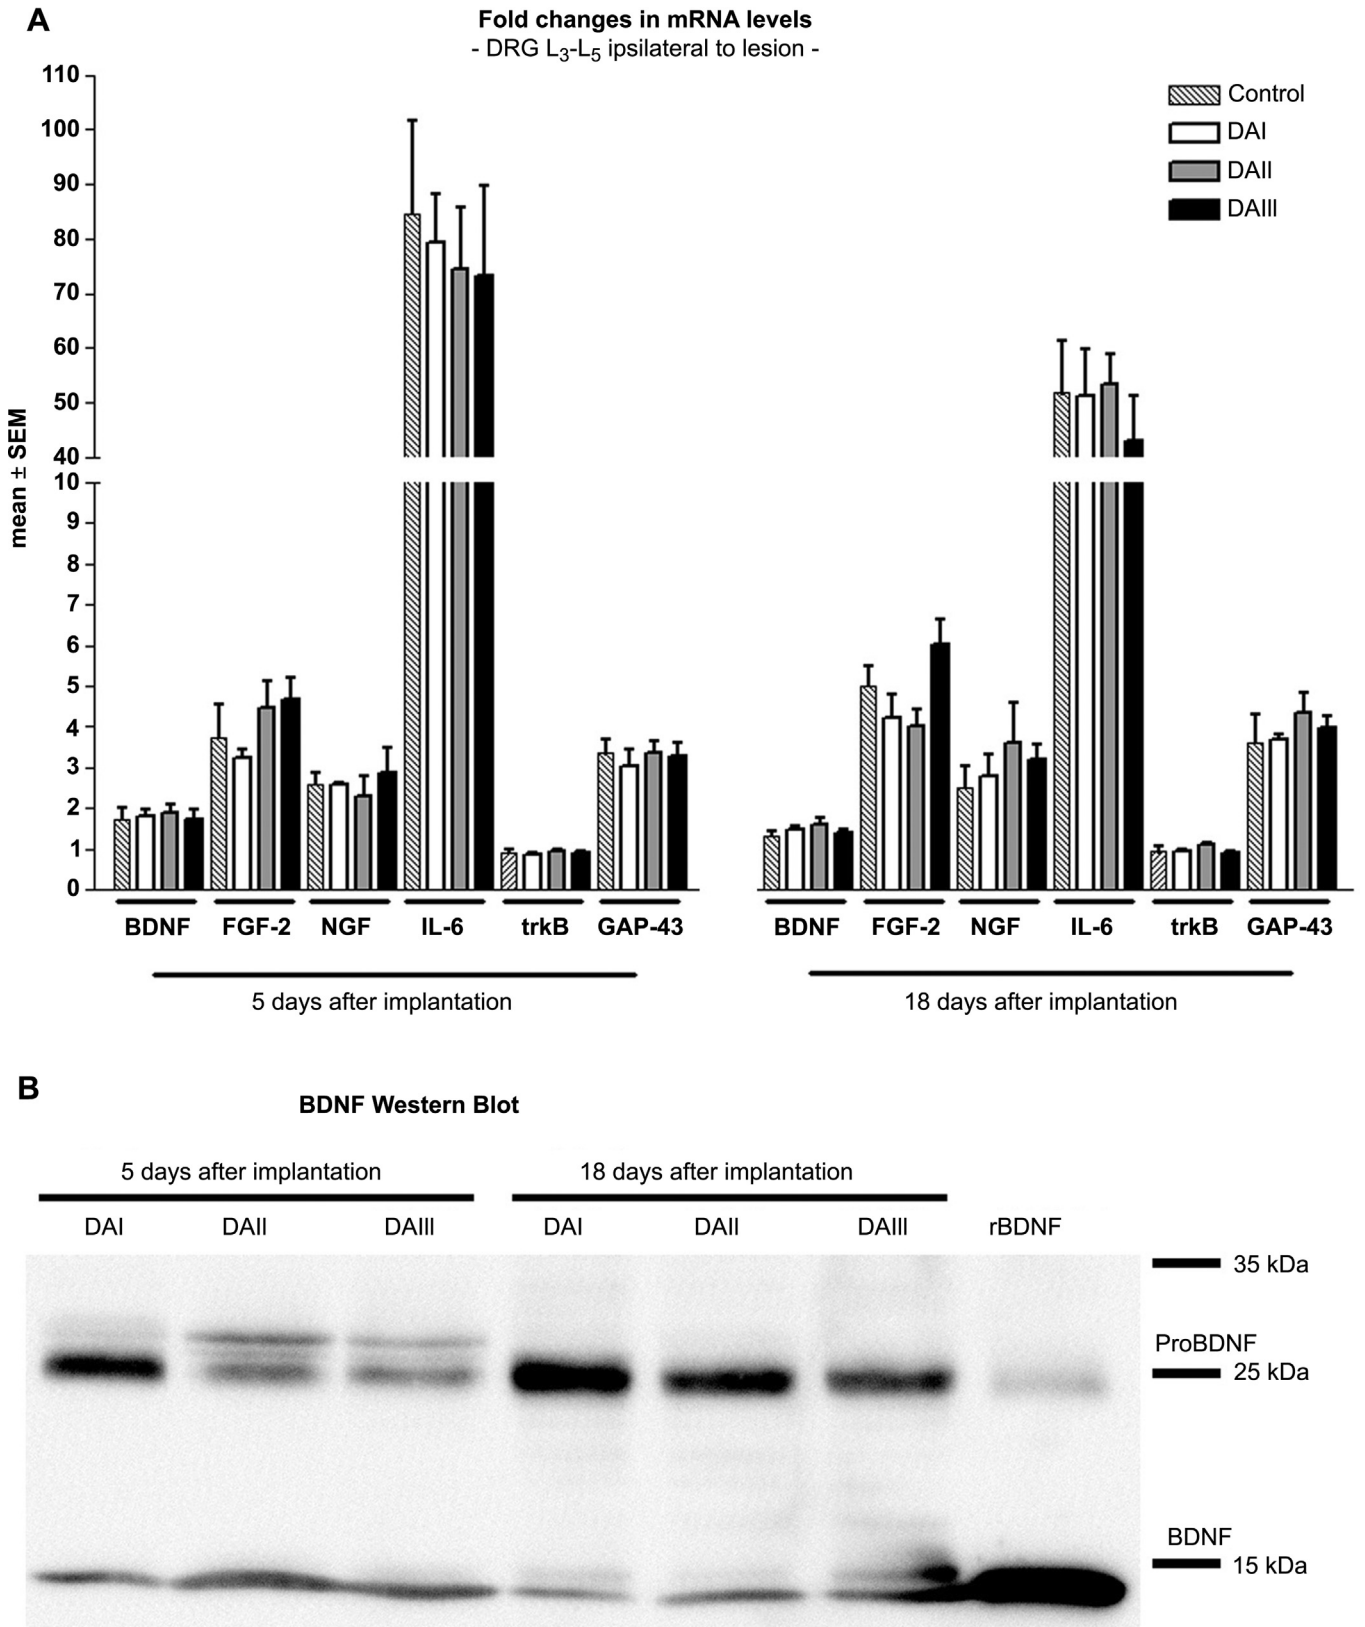 A
Fold changes in mRNA levels
- DRG L3-L5 ipsilateral to lesion -
Control
DAI
DAII
DAIII
mean ± SEM
110
100
90
80
70
60
50
40
10
9
8
7
6
5
4
3
2
1
0
BDNF FGF-2 NGF IL-6 trkB GAP-43 BDNF FGF-2 NGF IL-6 trkB GAP-43
5 days after implantation 18 days after implantation
B
BDNF Western Blot
5 days after implantation 18 days after implantation
DAI DAII DAIII DAI DAII DAIII rBDNF
35 kDa
ProBDNF
25 kDa
BDNF
15 kDa